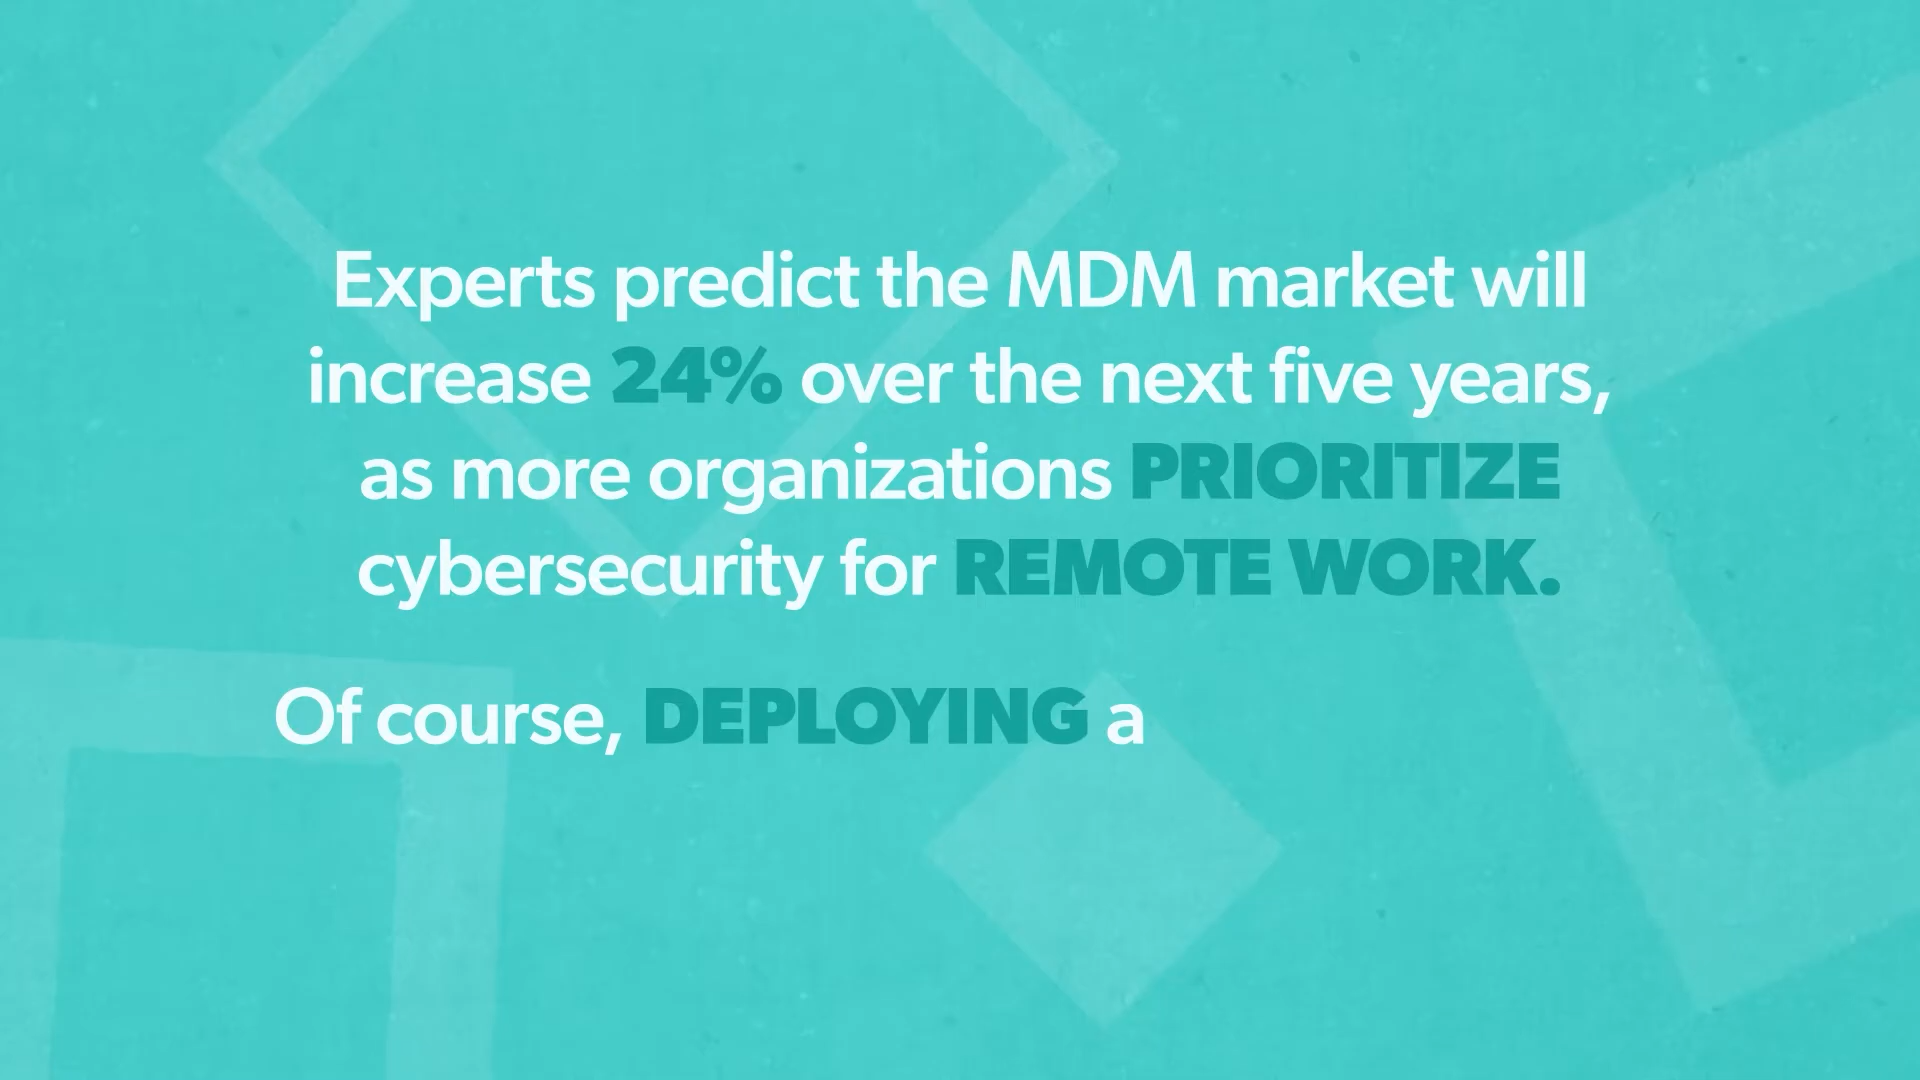 Experts predict the MDM market will
increase 24% over the next five years,
as more organizations PRIORITIZE
cybersecurity for REMOTE WORK.
Of course, DEPLOYING a